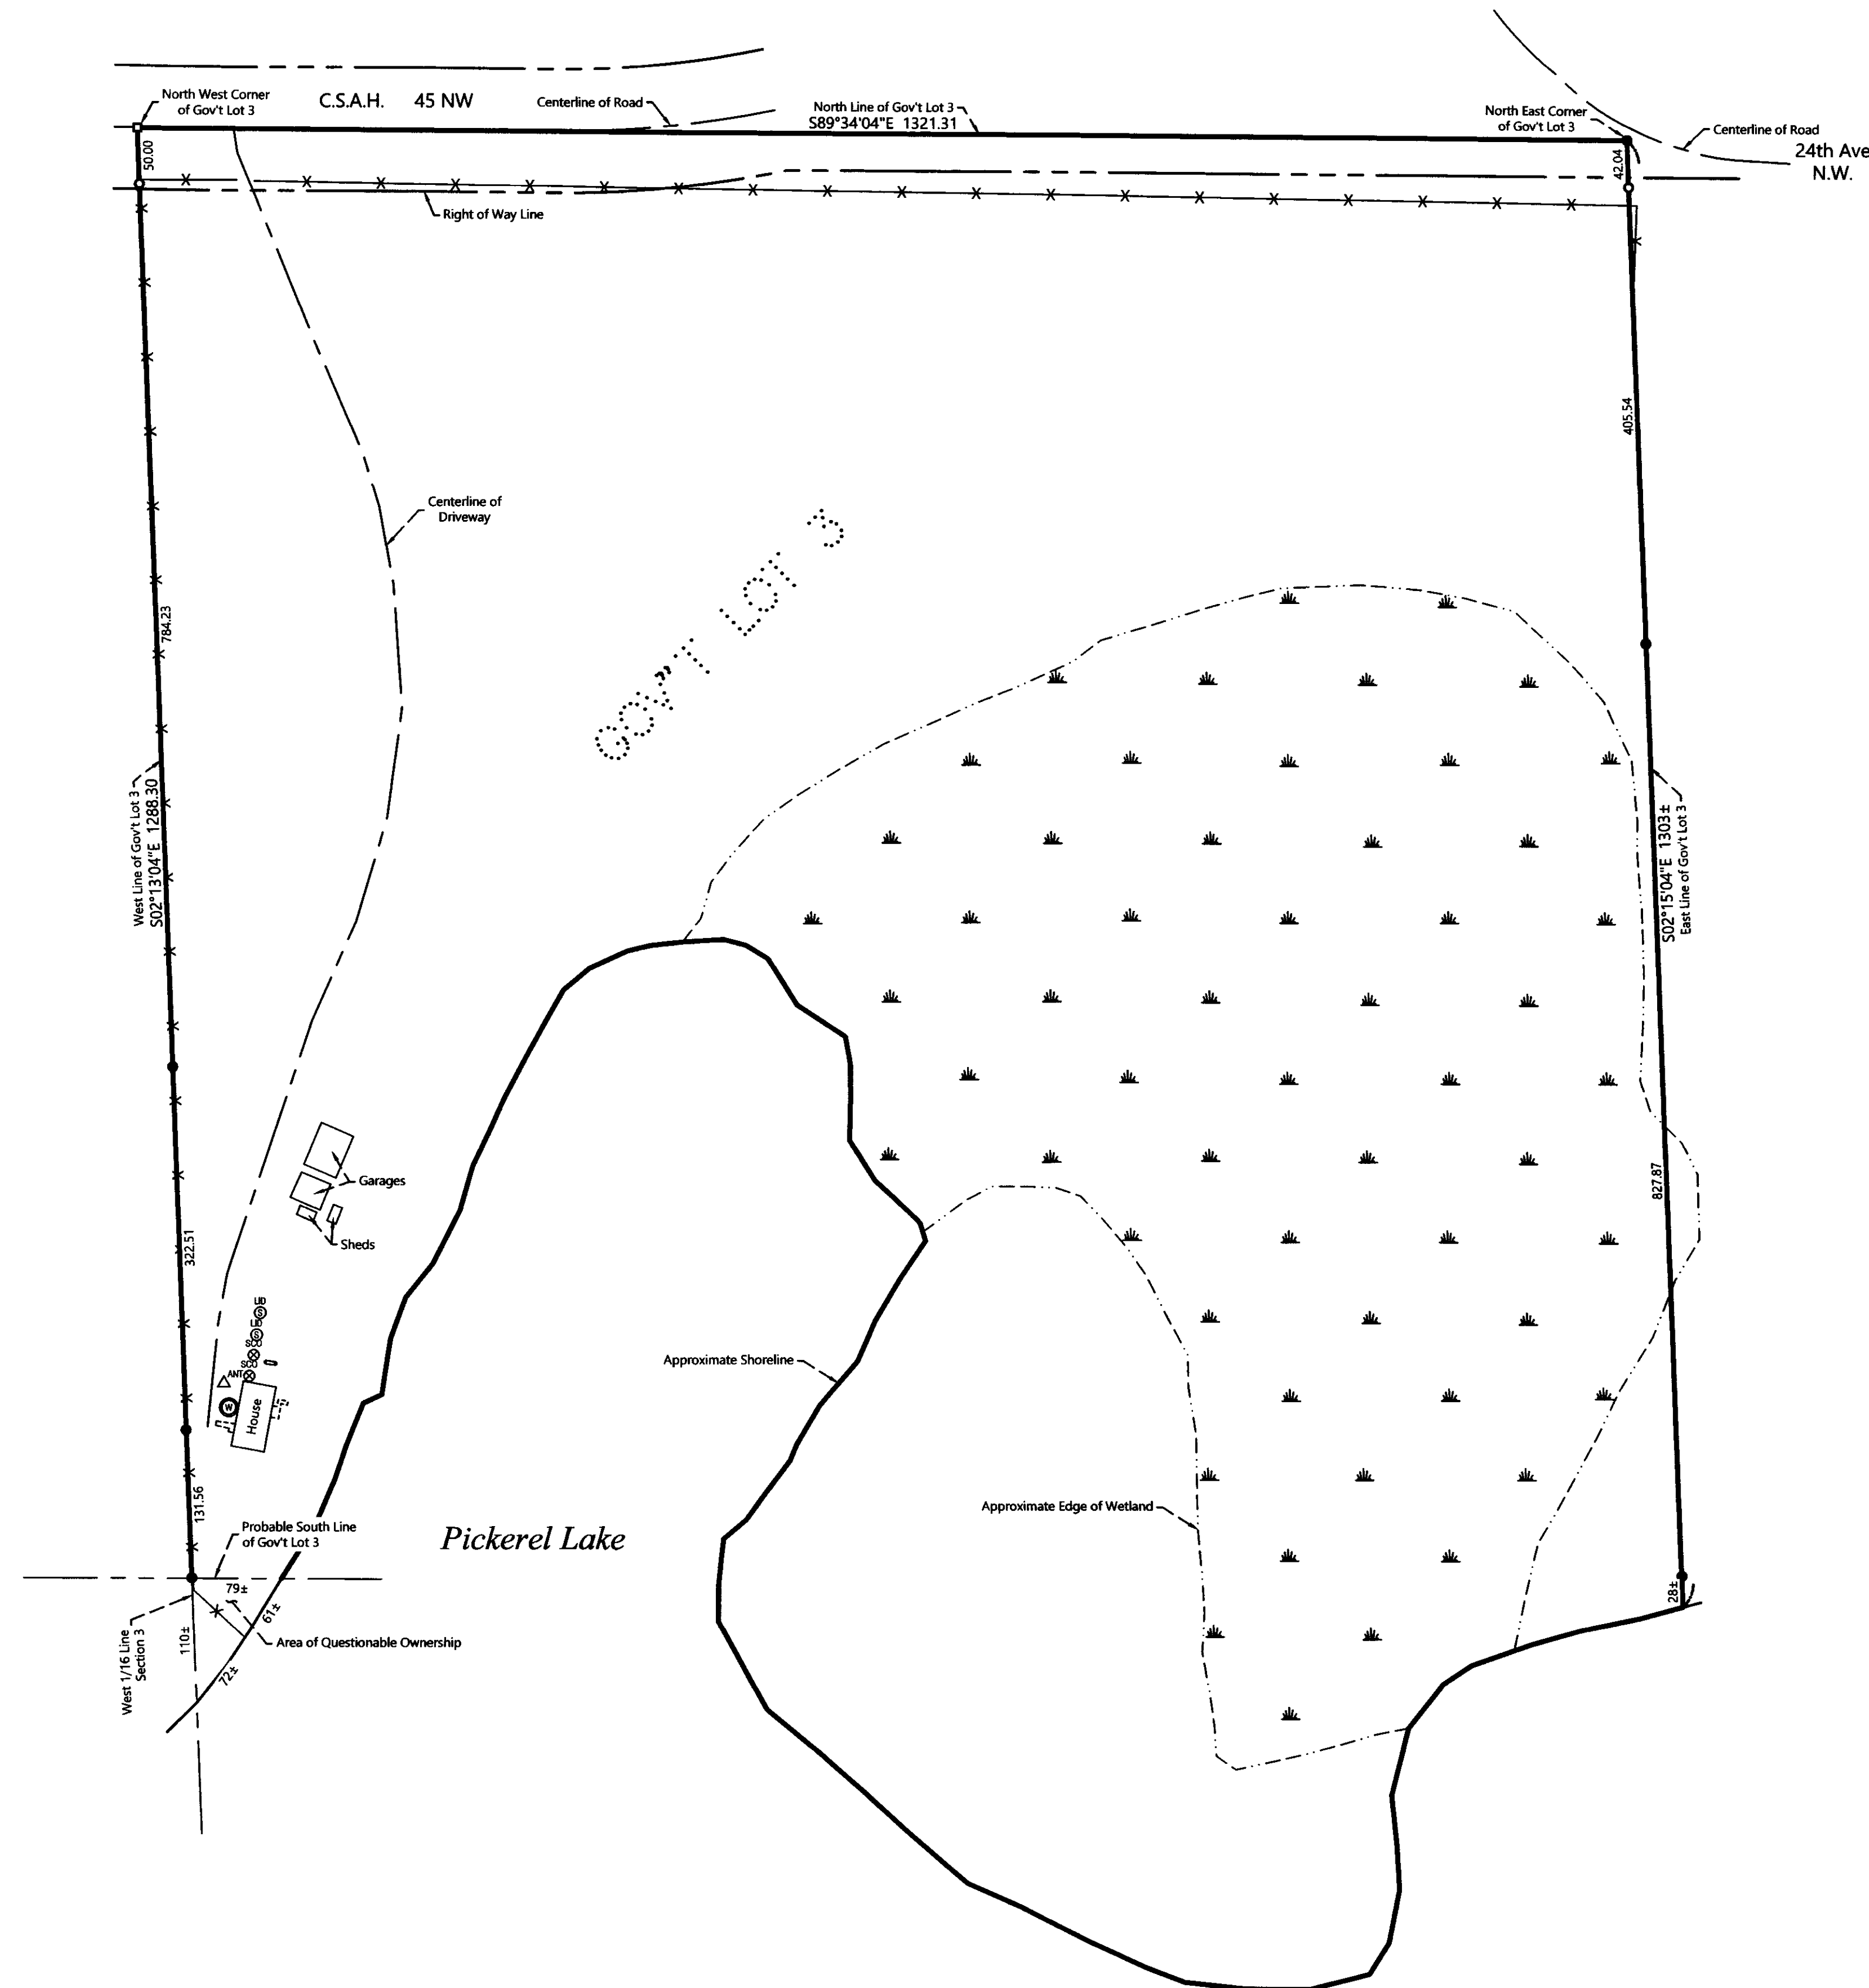 North West Corner
of Gov't Lot 3
C.S.A.H. 45 NW
Centerline of Road
North Line of Gov't Lot 3
S89°34'04"E 1321.31
North East Corner
of Gov't Lot 3
Centerline of Road
24th Ave
N.W.
50.00
42.04
Right of Way Line
405.54
Centerline of
Driveway
GOV'T LOT 3
784.23
West Line of Gov't Lot 3
S02°13'04"E 1288.30
S02°15'04"E 1303±
East Line of Gov't Lot 3
827.87
Garages
Sheds
322.51
LID
S
LID
S
SCO
SCO
ANT
W
House
Approximate Shoreline
131.56
Probable South Line
of Gov't Lot 3
Pickerel Lake
Approximate Edge of Wetland
79±
61±
28±
West 1/16 Line
Section 3
110±
72±
Area of Questionable Ownership